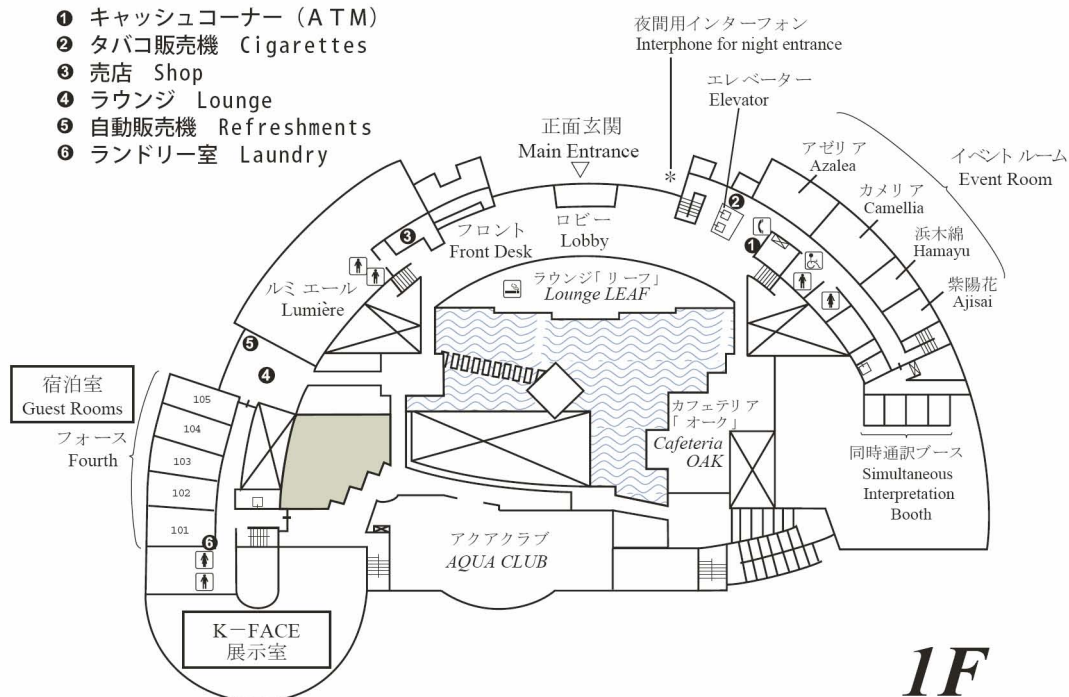 ❶ キャッシュコーナー（ＡＴＭ）
❷ タバコ販売機 Cigarettes
❸ 売店 Shop
❹ ラウンジ Lounge
❺ 自動販売機 Refreshments
❻ ランドリー室 Laundry
夜間用インターフォン
Interphone for night entrance
エレベーター
Elevator
正面玄関
Main Entrance
▽
*
アゼリア
Azalea
イベントルーム
Event Room
カメリア
Camellia
浜木綿
Hamayu
紫陽花
Ajisai
❷
❶
❸
フロント
Front Desk
ロビー
Lobby
ラウンジ「リーフ」
Lounge LEAF
ルミエール
Lumière
❺
❹
宿泊室
Guest Rooms
フォース
Fourth
105
104
103
102
101
❻
カフェテリア
「オーク」
Cafeteria
OAK
同時通訳ブース
Simultaneous
Interpretation
Booth
アクアクラブ
AQUA CLUB
K－FACE
展示室
1F